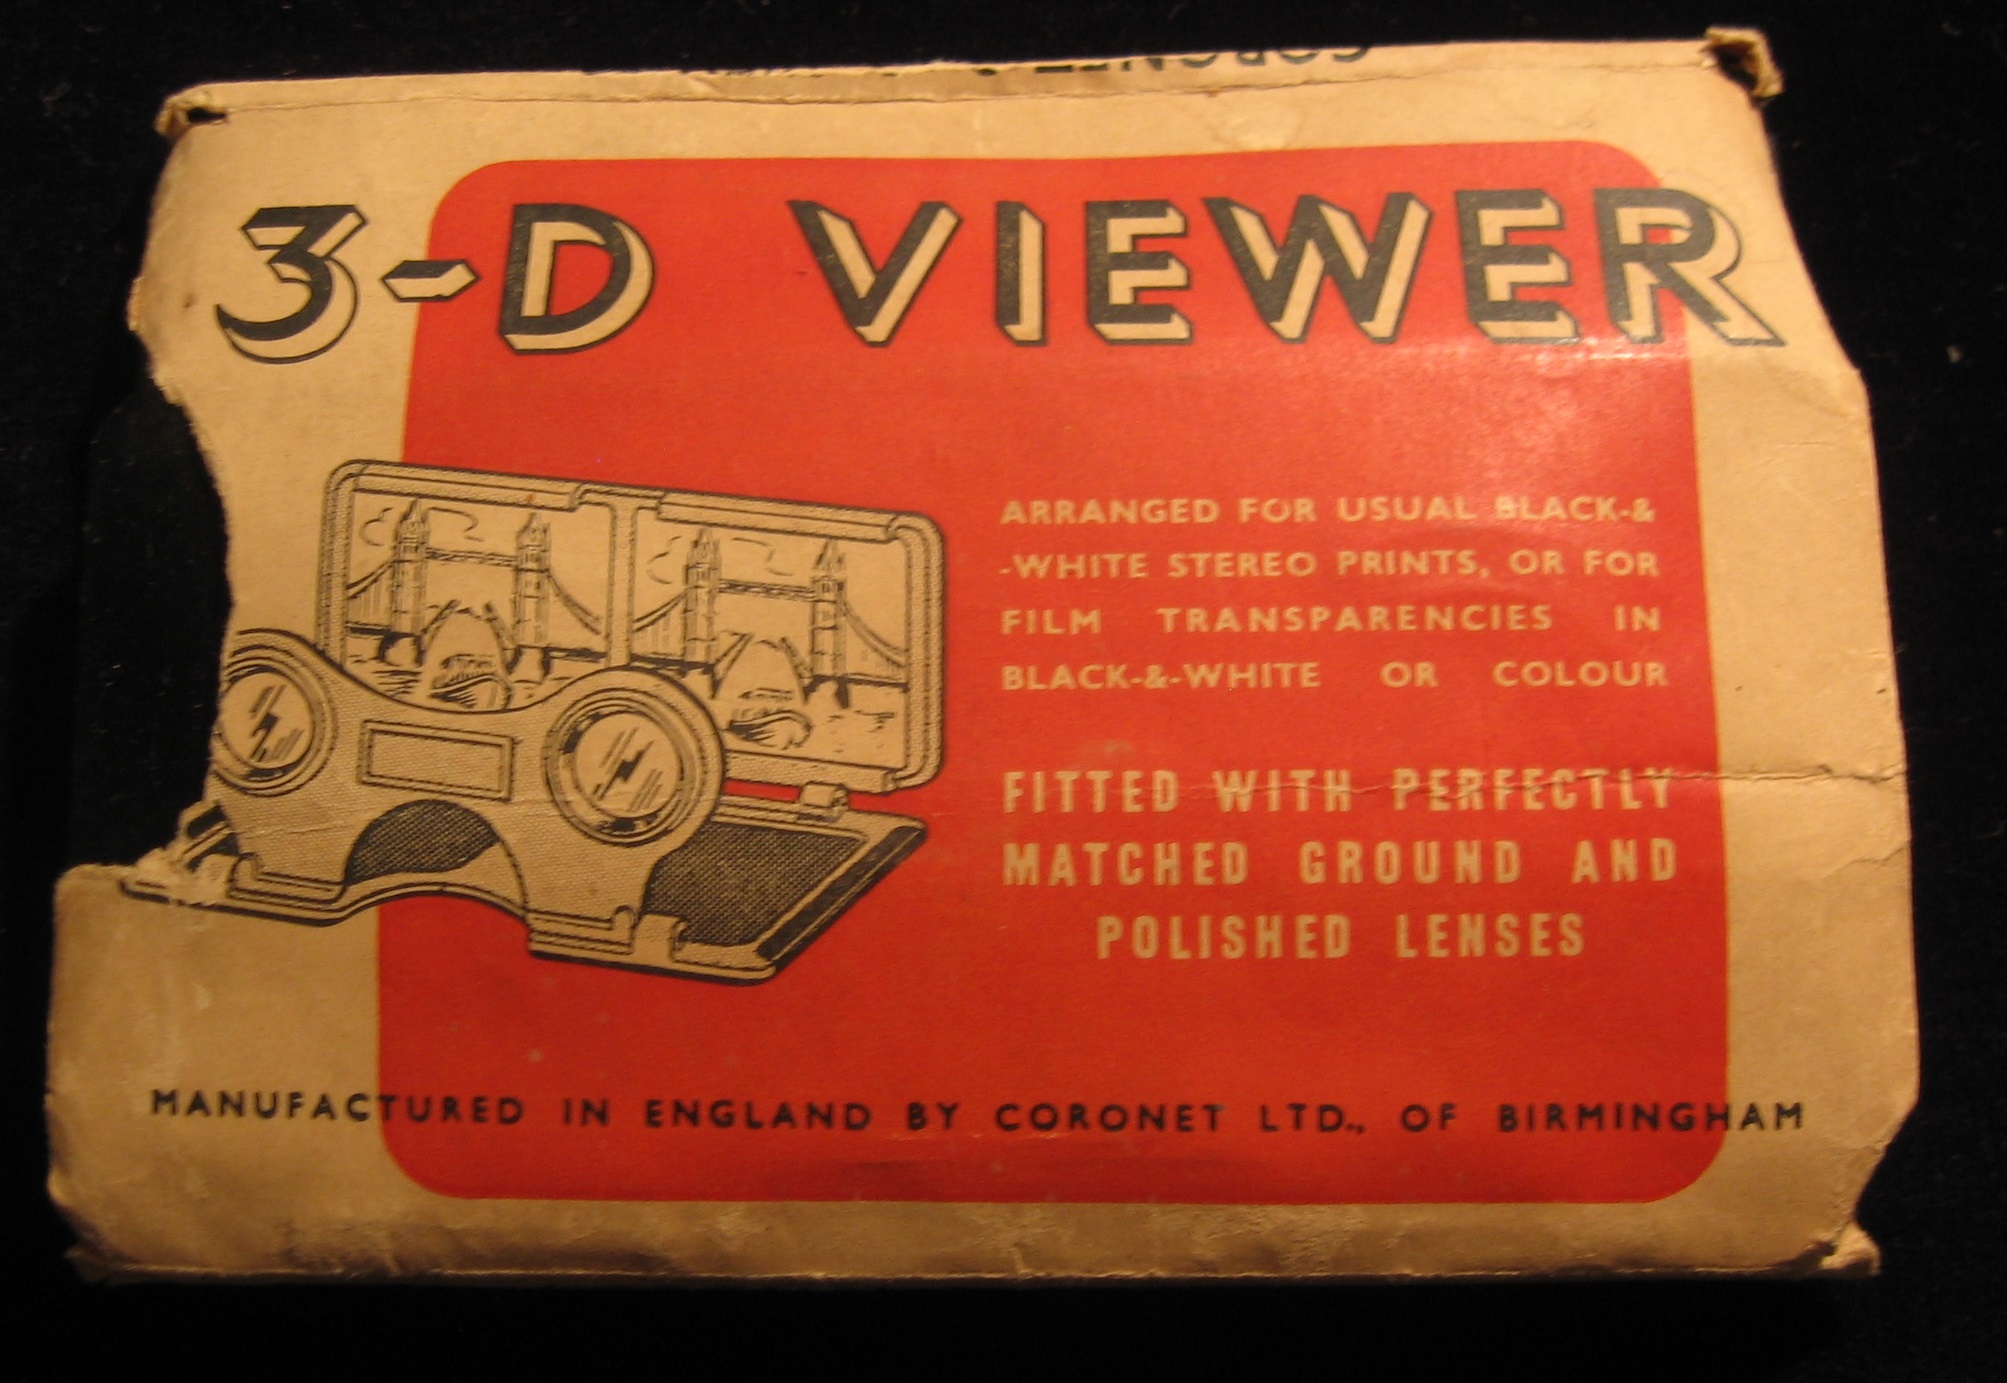 3-D VIEWER
ARRANGED FOR USUAL BLACK-&
-WHITE STEREO PRINTS, OR FOR
FILM TRANSPARENCIES IN
BLACK-&-WHITE OR COLOUR
FITTED WITH PERFECTLY
MATCHED GROUND AND
POLISHED LENSES
MANUFACTURED IN ENGLAND BY CORONET LTD., OF BIRMINGHAM